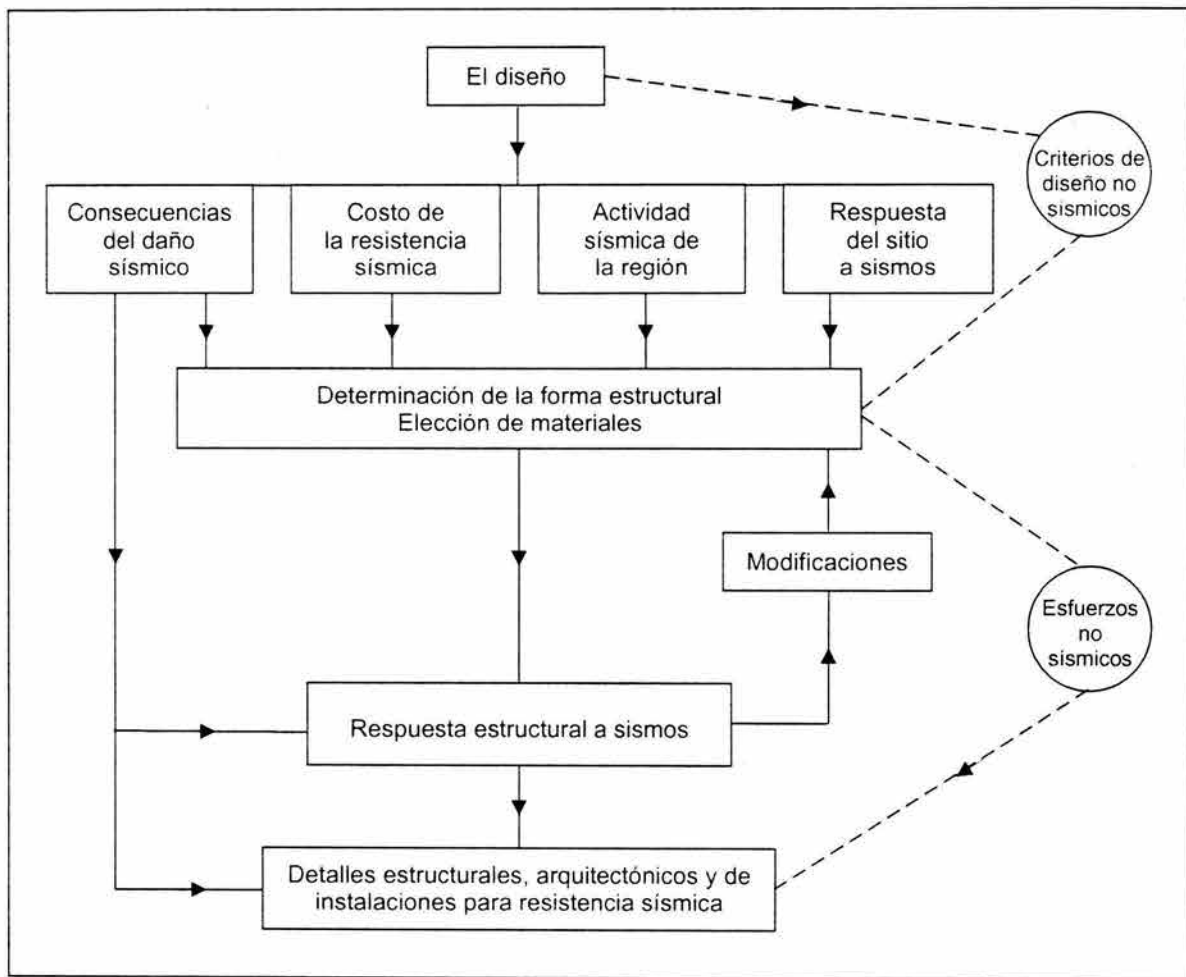 El diseño
Criterios de
diseño no
sísmicos
Consecuencias
del daño
sísmico
Costo de
la resistencia
sísmica
Actividad
sísmica de
la región
Respuesta
del sitio
a sismos
Determinación de la forma estructural
Elección de materiales
Modificaciones
Esfuerzos
no
sísmicos
Respuesta estructural a sismos
Detalles estructurales, arquitectónicos y de
instalaciones para resistencia sísmica